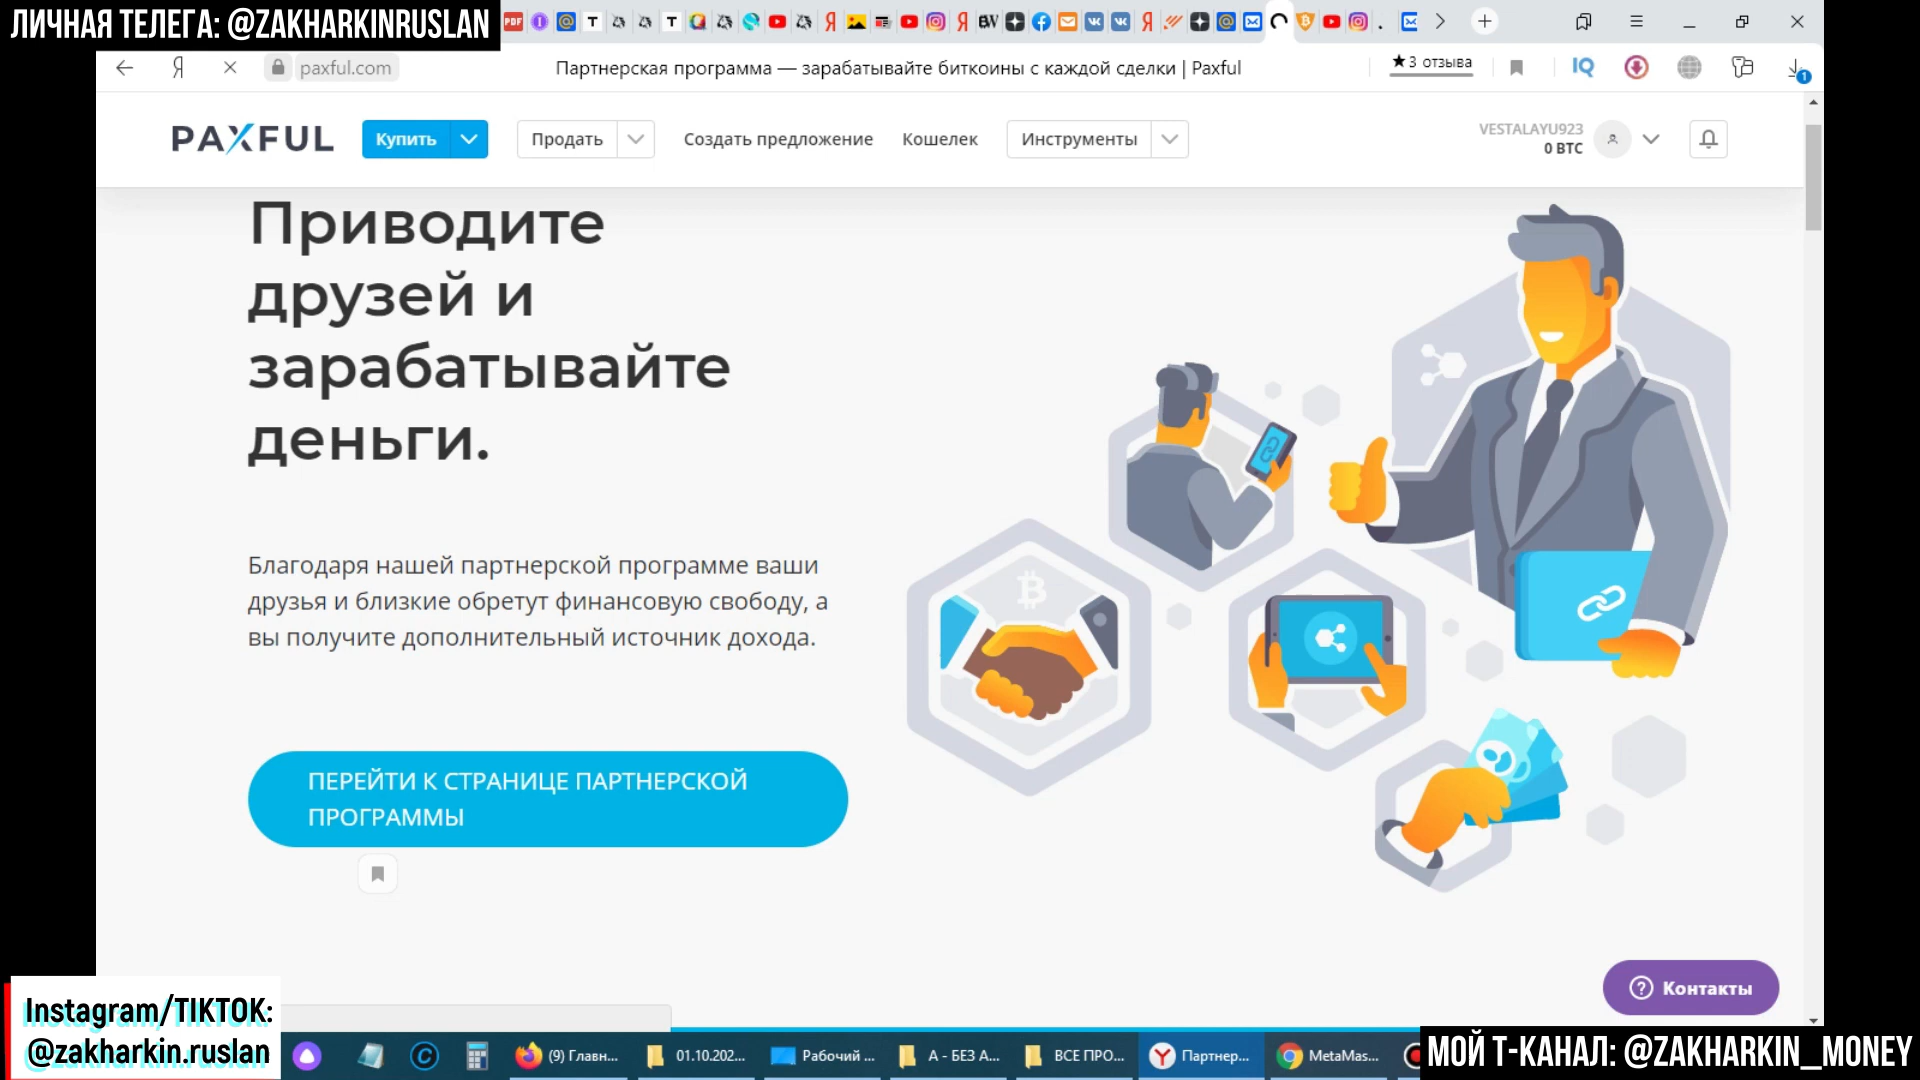 ЛИЧНАЯ ТЕЛЕГА: @ZAKHARKINRUSLAN
paxful.com
Партнерская программа — зарабатывайте биткоины с каждой сделки | Paxful
★3 отзыва
PAXFUL
Купить
Продать
Создать предложение
Кошелек
Инструменты
VESTALAYU923
0 BTC
Приводите
друзей и
зарабатывайте
деньги.
Благодаря нашей партнерской программе ваши
друзья и близкие обретут финансовую свободу, а
вы получите дополнительный источник дохода.
ПЕРЕЙТИ К СТРАНИЦЕ ПАРТНЕРСКОЙ
ПРОГРАММЫ
Контакты
Instagram/TIKTOK:
@zakharkin.ruslan
(9) Главн...
01.10.202...
Рабочий ...
А - БЕЗ А...
ВСЕ ПРО...
Партнер...
MetaMas...
МОЙ Т-КАНАЛ: @ZAKHARKIN_MONEY